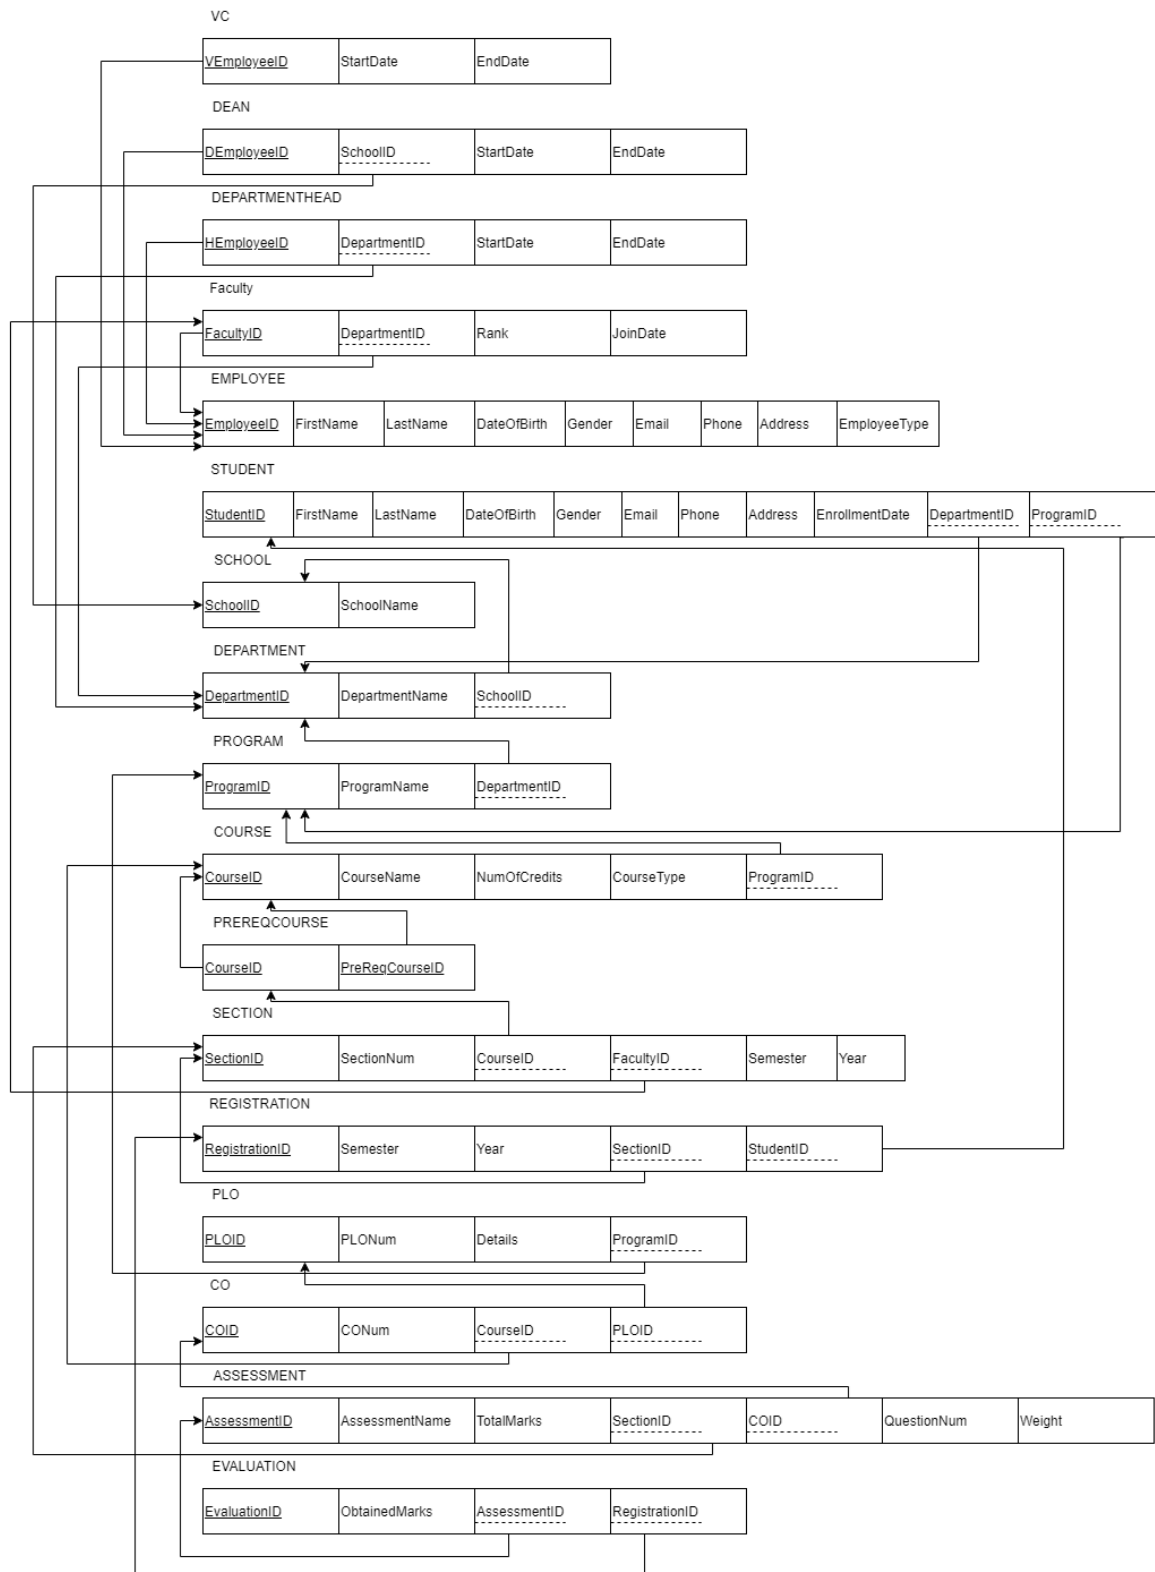 VC
VEmployeeID StartDate EndDate
DEAN
DEmployeeID SchoolID StartDate EndDate
DEPARTMENTHEAD
HEmployeeID DepartmentID StartDate EndDate
Faculty
FacultyID DepartmentID Rank JoinDate
EMPLOYEE
EmployeeID FirstName LastName DateOfBirth Gender Email Phone Address EmployeeType
STUDENT
StudentID FirstName LastName DateOfBirth Gender Email Phone Address EnrollmentDate DepartmentID ProgramID
SCHOOL
SchoolID SchoolName
DEPARTMENT
DepartmentID DepartmentName SchoolID
PROGRAM
ProgramID ProgramName DepartmentID
COURSE
CourseID CourseName NumOfCredits CourseType ProgramID
PREREQCOURSE
CourseID PreReqCourseID
SECTION
SectionID SectionNum CourseID FacultyID Semester Year
REGISTRATION
RegistrationID Semester Year SectionID StudentID
PLO
PLOID PLONum Details ProgramID
CO
COID CONum CourseID PLOID
ASSESSMENT
AssessmentID AssessmentName TotalMarks SectionID COID QuestionNum Weight
EVALUATION
EvaluationID ObtainedMarks AssessmentID RegistrationID